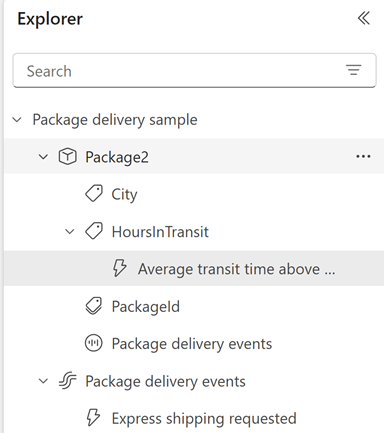 Explorer
Search
Package delivery sample
Package2
City
HoursInTransit
Average transit time above ...
PackageId
Package delivery events
Package delivery events
Express shipping requested